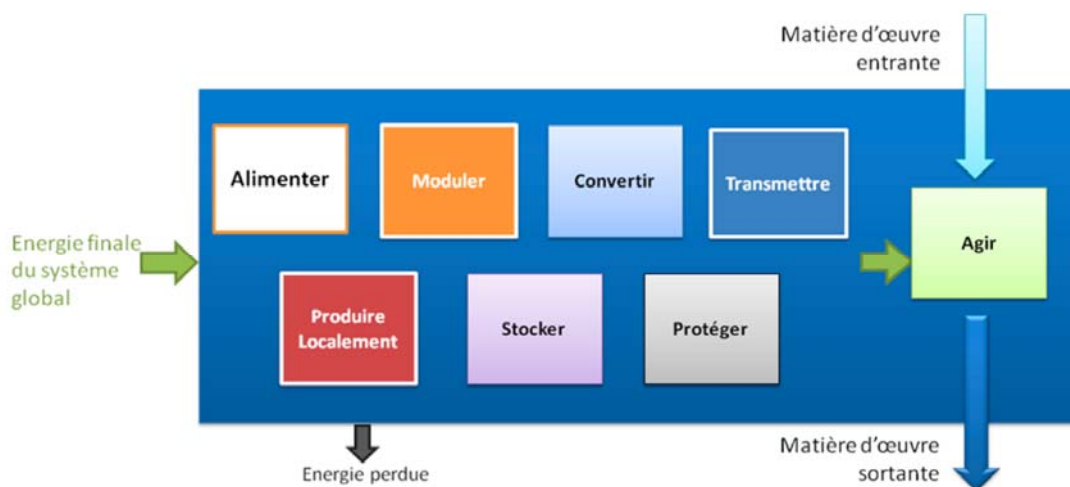 Matière d'œuvre
entrante
Alimenter
Moduler
Convertir
Transmettre
Energie finale
du système
global
Agir
Produire
Localement
Stocker
Protéger
Energie perdue
Matière d'œuvre
sortante